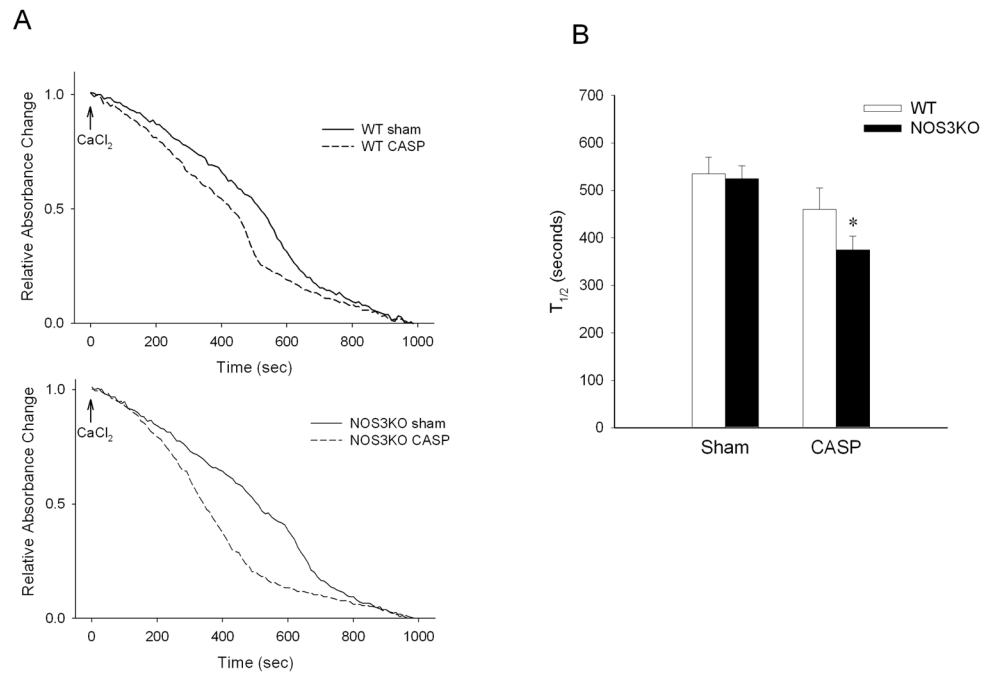 A
Relative Absorbance Change
1.0
0.5
0.0
CaCl2
WT sham
WT CASP
0 200 400 600 800 1000
Time (sec)
Relative Absorbance Change
1.0
0.5
0.0
CaCl2
NOS3KO sham
NOS3KO CASP
0 200 400 600 800 1000
Time (sec)
B
T1/2 (seconds)
700
600
500
400
300
200
100
0
WT
NOS3KO
*
Sham CASP